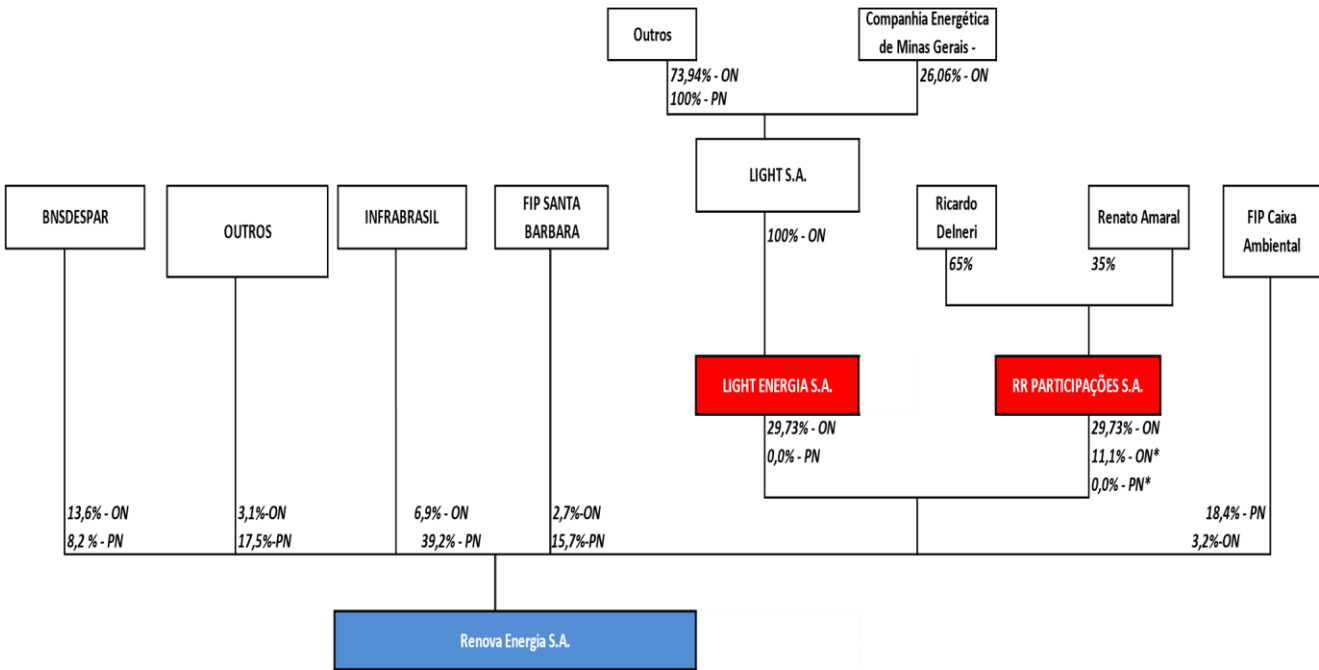 Outros
Companhia Energética
de Minas Gerais -
73,94% - ON
100% - PN
26,06% - ON
LIGHT S.A.
100% - ON
BNSDESPAR
OUTROS
INFRABRASIL
FIP SANTA
BARBARA
Ricardo
Delneri
Renato Amaral
FIP Caixa
Ambiental
65%
35%
LIGHT ENERGIA S.A.
RR PARTICIPAÇÕES S.A.
29,73% - ON
0,0% - PN
29,73% - ON
11,1% - ON*
0,0% - PN*
13,6% - ON
8,2 % - PN
3,1%-ON
17,5%-PN
6,9% - ON
39,2% - PN
2,7%-ON
15,7%-PN
18,4% - PN
3,2%-ON
Renova Energia S.A.